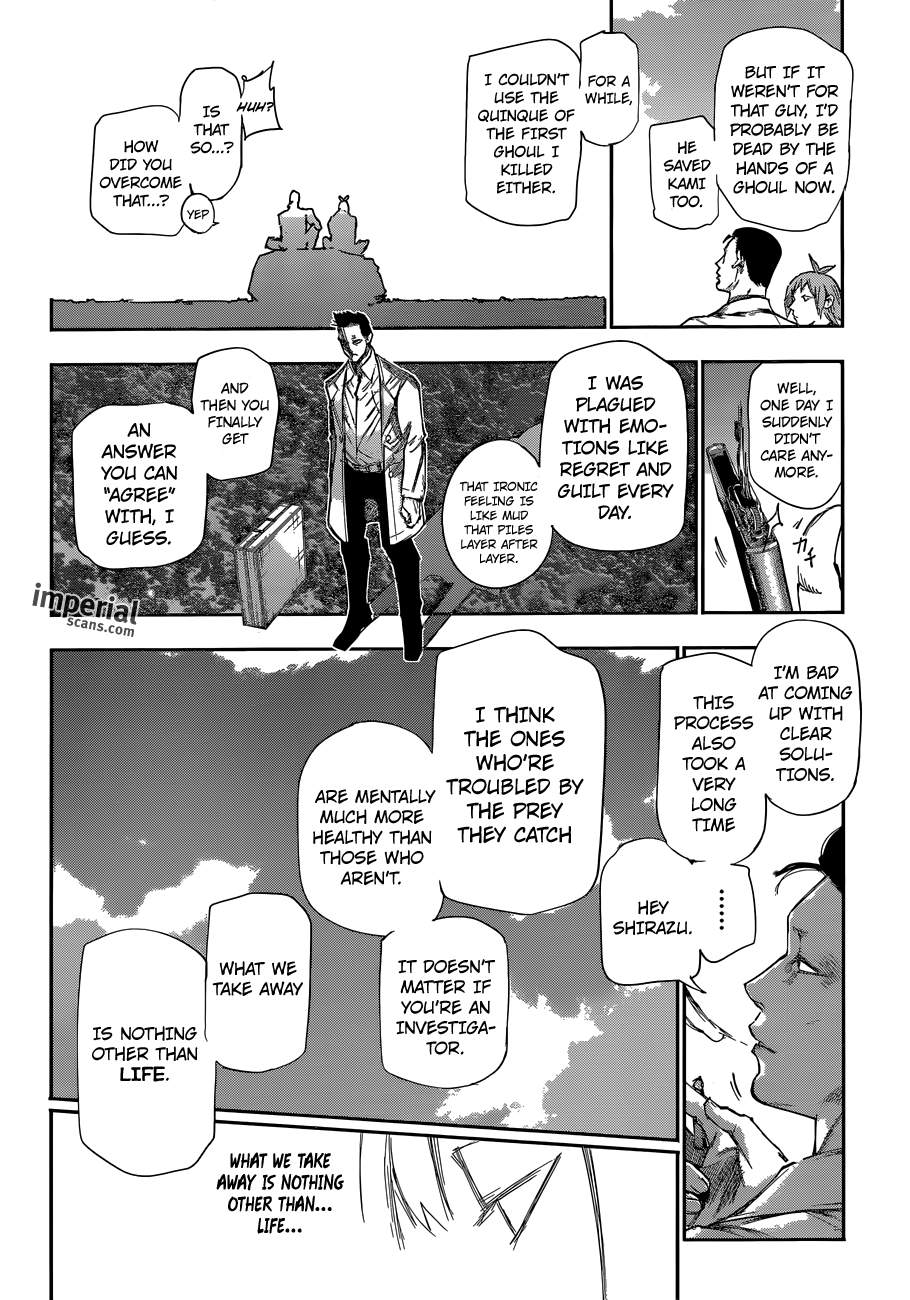 BUT IF IT
WEREN'T FOR
THAT GUY, I'D
PROBABLY BE
DEAD BY THE
HANDS OF A
GHOUL NOW.
HE
SAVED
KAMI
TOO.
FOR A
WHILE,
I COULDN'T
USE THE
QUINQUE OF
THE FIRST
GHOUL I
KILLED
EITHER.
HUH?
IS
THAT
SO...?
HOW
DID YOU
OVERCOME
THAT...?
YEP
WELL,
ONE DAY I
SUDDENLY
DIDN'T
CARE ANY-
MORE.
カチ
I WAS
PLAGUED
WITH EMO-
TIONS LIKE
REGRET AND
GUILT EVERY
DAY.
THAT IRONIC
FEELING IS
LIKE MUD
THAT PILES
LAYER AFTER
LAYER.
AND
THEN YOU
FINALLY
GET
AN
ANSWER
YOU CAN
"AGREE"
WITH, I
GUESS.
imperial
scans.com
I'M BAD
AT COMING
UP WITH
CLEAR
SOLU-
TIONS.
THIS
PROCESS
ALSO
TOOK A
VERY
LONG
TIME
......
HEY
SHIRAZU.
I THINK
THE ONES
WHO'RE
TROUBLED BY
THE PREY
THEY CATCH
ARE MENTALLY
MUCH MORE
HEALTHY THAN
THOSE WHO
AREN'T.
IT DOESN'T
MATTER IF
YOU'RE AN
INVESTIGA-
TOR.
WHAT WE
TAKE AWAY
IS NOTHING
OTHER THAN
LIFE.
WHAT WE TAKE
AWAY IS NOTHING
OTHER THAN...
LIFE...